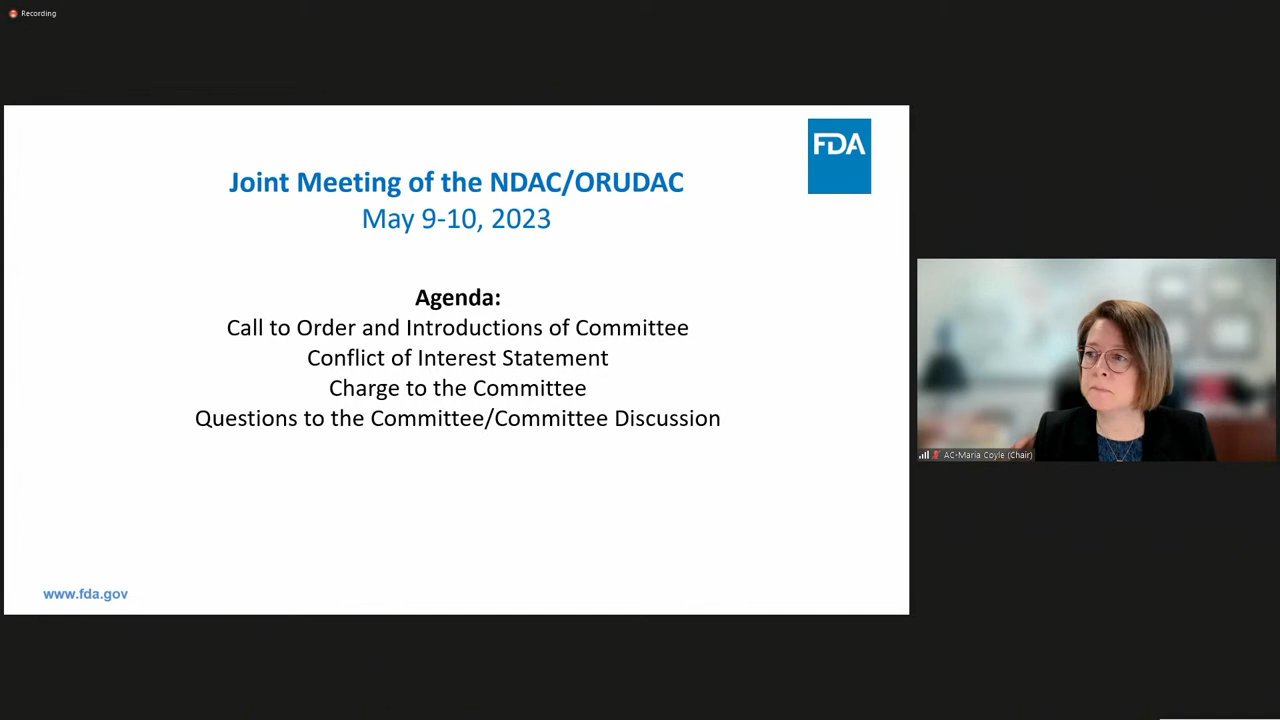 Recording
FDA
Joint Meeting of the NDAC/ORUDAC
May 9-10, 2023
Agenda:
Call to Order and Introductions of Committee
Conflict of Interest Statement
Charge to the Committee
Questions to the Committee/Committee Discussion
AC-Maria Coyle (Chair)
www.fda.gov